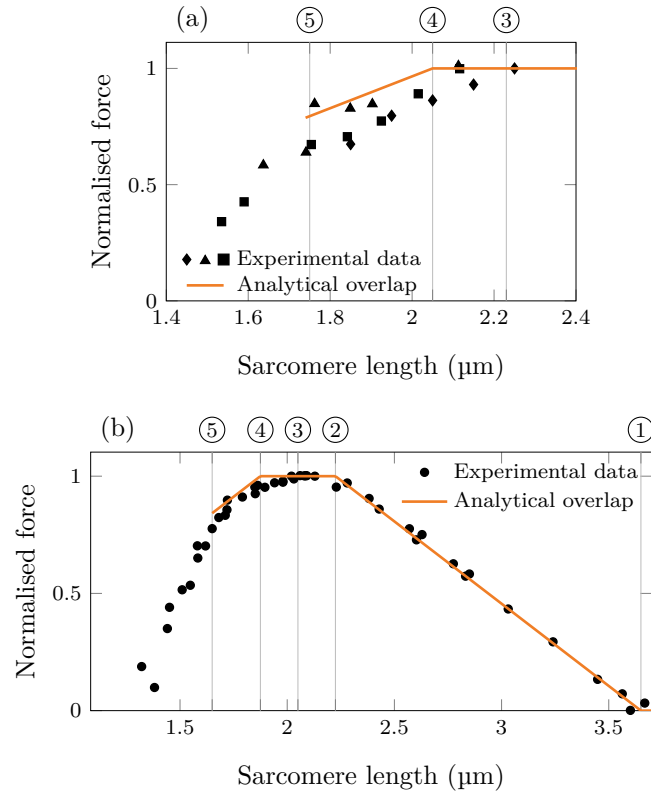 (a)
⑤ ④ ③
Normalised force
1
0.5
0
Experimental data
Analytical overlap
1.4 1.6 1.8 2 2.2 2.4
Sarcomere length (µm)
(b)
⑤ ④ ③ ② ①
Normalised force
1
0.5
0
Experimental data
Analytical overlap
1.5 2 2.5 3 3.5
Sarcomere length (µm)